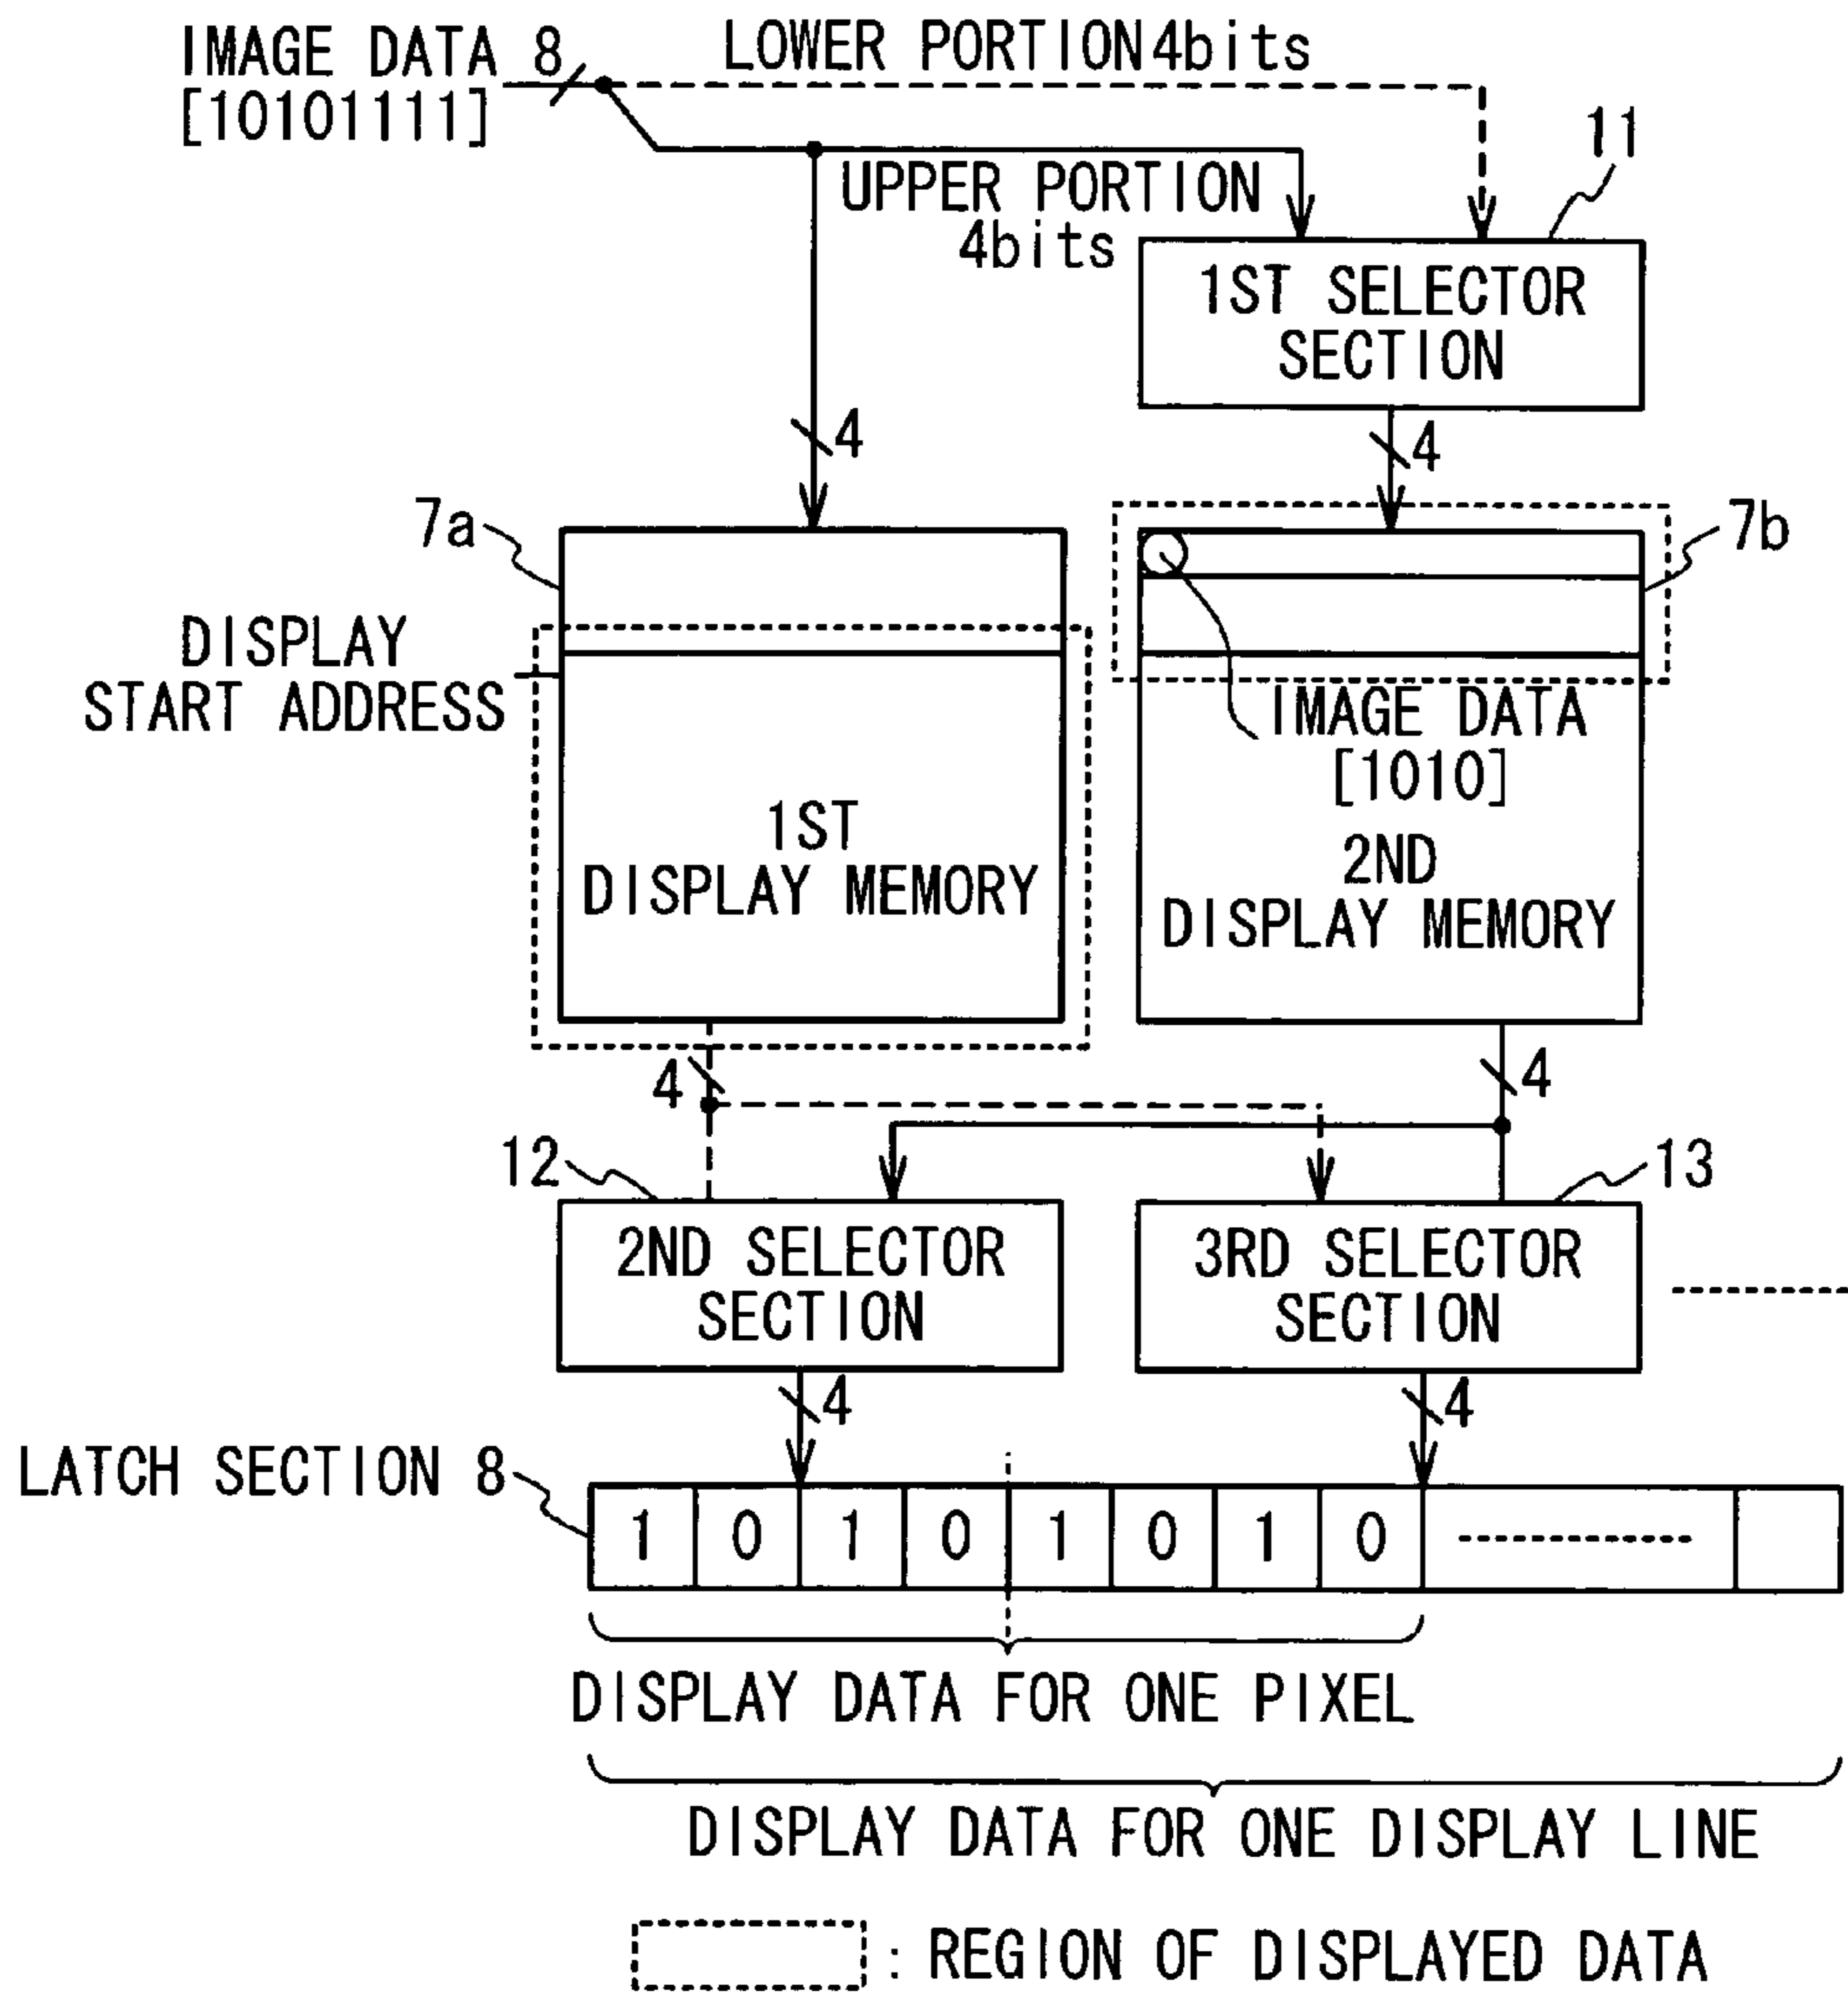 IMAGE DATA 8
[10101111]
LOWER PORTION 4bits
UPPER PORTION
4bits
11
1ST SELECTOR
SECTION
4
4
7a
7b
DISPLAY
START ADDRESS
IMAGE DATA
[1010]
1ST
DISPLAY MEMORY
2ND
DISPLAY MEMORY
4
4
12
13
2ND SELECTOR
SECTION
3RD SELECTOR
SECTION
4
4
LATCH SECTION 8
1 0 1 0 1 0 1 0
DISPLAY DATA FOR ONE PIXEL
DISPLAY DATA FOR ONE DISPLAY LINE
: REGION OF DISPLAYED DATA